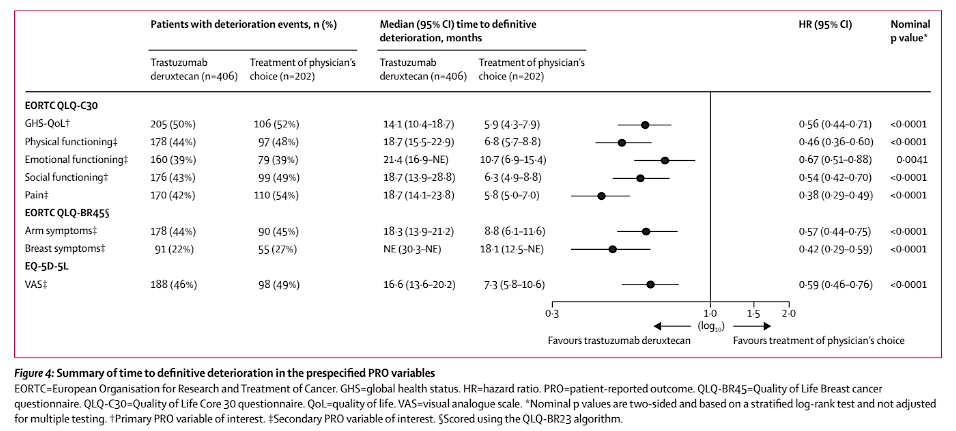 Patients with deterioration events, n (%) Median (95% CI) time to definitive deterioration, months HR (95% CI) Nominal p value*
Trastuzumab deruxtecan (n=406) Treatment of physician's choice (n=202) Trastuzumab deruxtecan (n=406) Treatment of physician's choice (n=202)
EORTC QLQ-C30
GHS-QoL† 205 (50%) 106 (52%) 14·1 (10·4–18·7) 5·9 (4·3–7·9) 0·56 (0·44–0·71) <0·0001
Physical functioning‡ 178 (44%) 97 (48%) 18·7 (15·5–22·9) 6·8 (5·7–8·8) 0·46 (0·36–0·60) <0·0001
Emotional functioning‡ 160 (39%) 79 (39%) 21·4 (16·9–NE) 10·7 (6·9–15·4) 0·67 (0·51–0·88) 0·0041
Social functioning‡ 176 (43%) 99 (49%) 18·7 (13·9–28·8) 6·3 (4·9–8·8) 0·54 (0·42–0·70) <0·0001
Pain‡ 170 (42%) 110 (54%) 18·7 (14·1–23·8) 5·8 (5·0–7·0) 0·38 (0·29–0·49) <0·0001
EORTC QLQ-BR45§
Arm symptoms‡ 178 (44%) 90 (45%) 18·3 (13·9–21·2) 8·8 (6·1–11·6) 0·57 (0·44–0·75) <0·0001
Breast symptoms‡ 91 (22%) 55 (27%) NE (30·3–NE) 18·1 (12·5–NE) 0·42 (0·29–0·59) <0·0001
EQ-5D-5L
VAS‡ 188 (46%) 98 (49%) 16·6 (13·6–20·2) 7·3 (5·8–10·6) 0·59 (0·46–0·76) <0·0001
0·3 1·0 1·5 2·0
(log10)
Favours trastuzumab deruxtecan Favours treatment of physician's choice
Figure 4: Summary of time to definitive deterioration in the prespecified PRO variables
EORTC=European Organisation for Research and Treatment of Cancer. GHS=global health status. HR=hazard ratio. PRO=patient-reported outcome. QLQ-BR45=Quality of Life Breast cancer
questionnaire. QLQ-C30=Quality of Life Core 30 questionnaire. QoL=quality of life. VAS=visual analogue scale. *Nominal p values are two-sided and based on a stratified log-rank test and not adjusted
for multiple testing. †Primary PRO variable of interest. ‡Secondary PRO variable of interest. §Scored using the QLQ-BR23 algorithm.